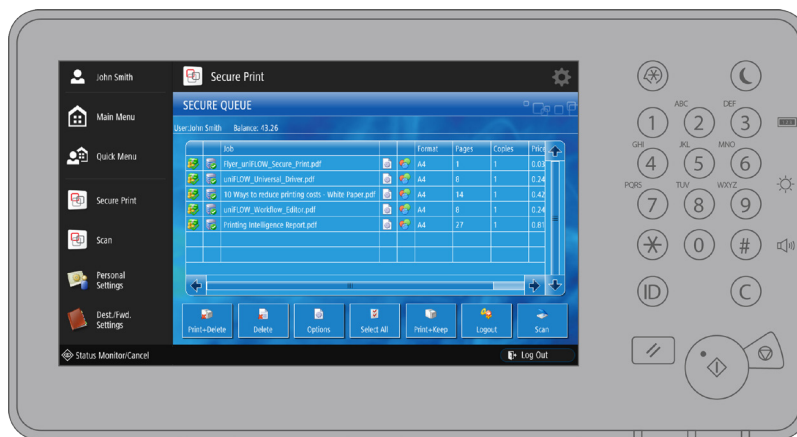 John Smith
Secure Print
Main Menu
SECURE QUEUE
User:John Smith Balance: 43.26
Quick Menu
Job Format Pages Copies Price
Flyer_uniFLOW_Secure_Print.pdf A4 1 1 0.03
uniFLOW_Universal_Driver.pdf A4 8 1 0.24
10 Ways to reduce printing costs - White Paper.pdf A4 14 1 0.42
uniFLOW_Workflow_Editor.pdf A4 8 1 0.24
Printing Intelligence Report.pdf A4 27 1 0.81
Secure Print
Scan
Personal
Settings
Dest./Fwd.
Settings
Print+Delete Delete Options Select All Print+Keep Logout Scan
Status Monitor/Cancel Log Out
ABC DEF
1 2 3
GHI JKL MNO
4 5 6
PQRS TUV WXYZ
7 8 9
0 #
ID C